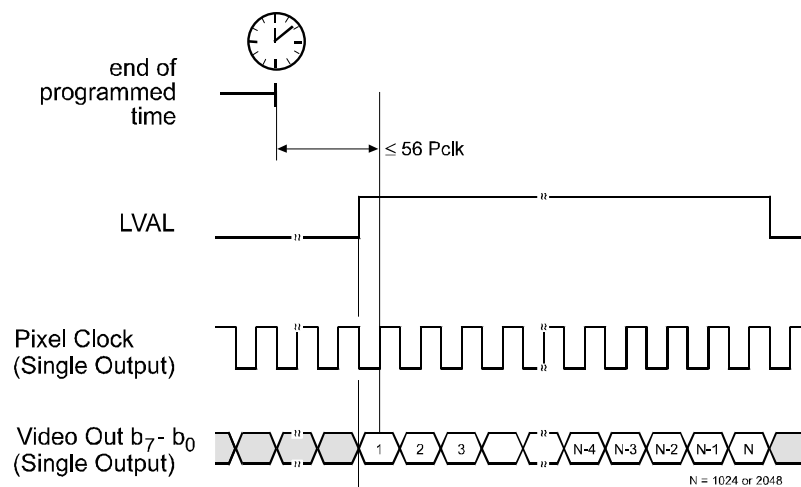 end of
programmed
time
≤ 56 Pclk
LVAL
Pixel Clock
(Single Output)
Video Out b7- b0
(Single Output)
1 2 3 N-4 N-3 N-2 N-1 N
N = 1024 or 2048